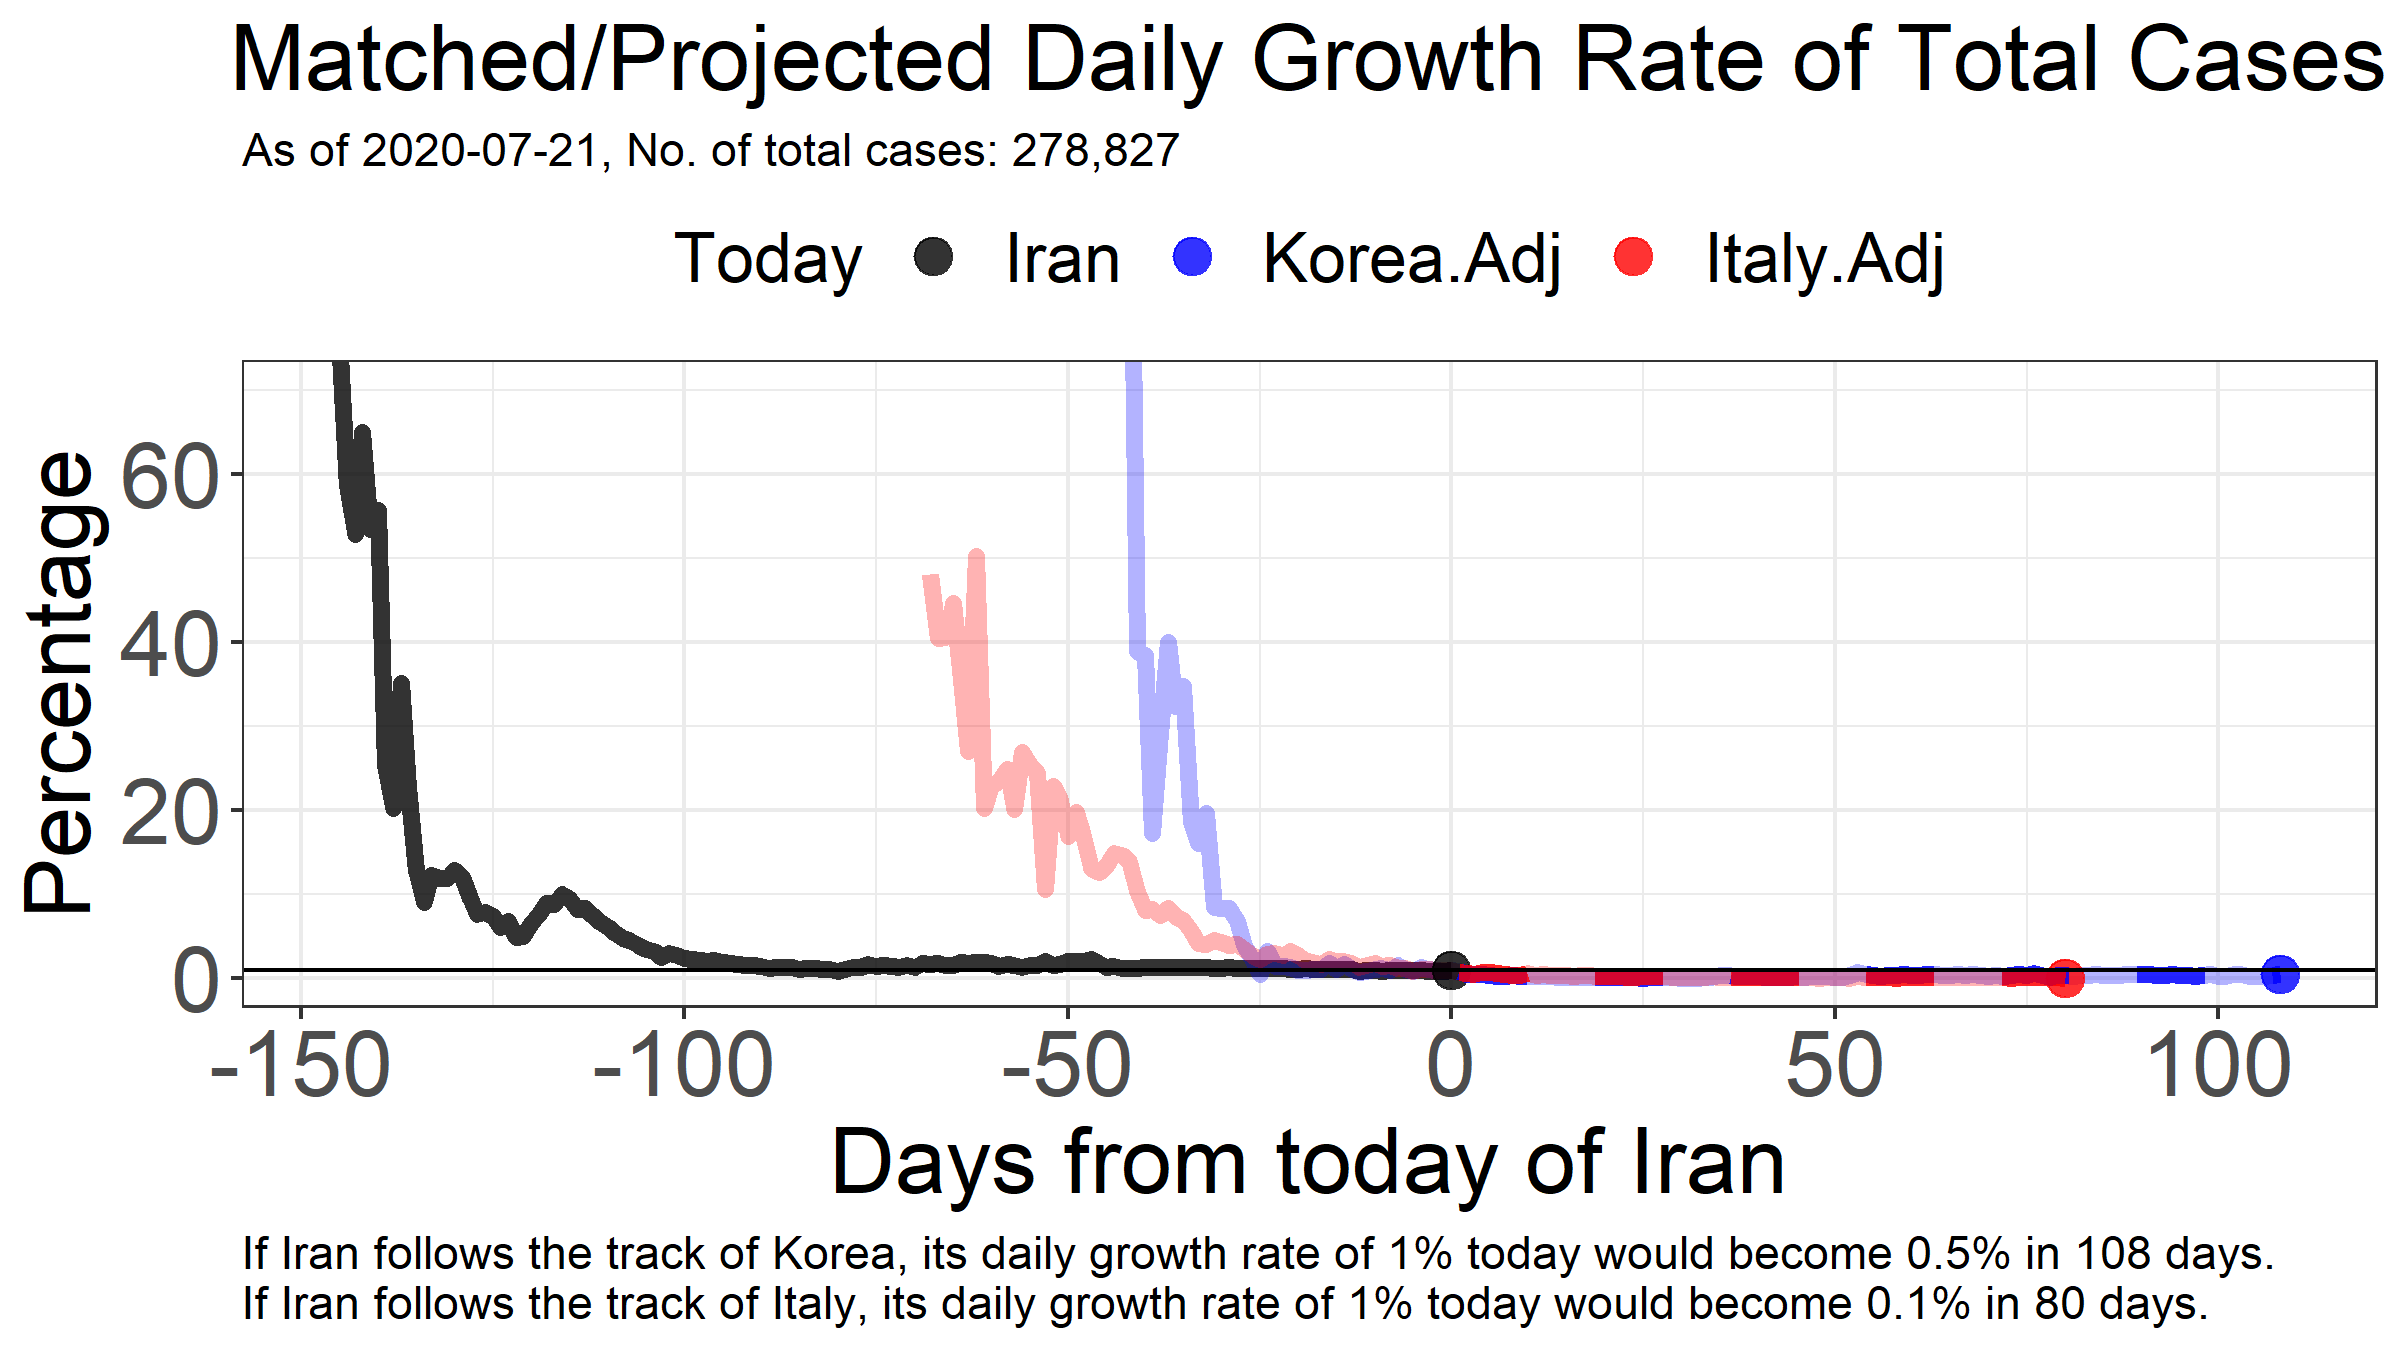 Matched/Projected Daily Growth Rate of Total Cases
As of 2020-07-21, No. of total cases: 278,827
Today Iran Korea.Adj Italy.Adj
Percentage
60
40
20
0
-150 -100 -50 0 50 100
Days from today of Iran
If Iran follows the track of Korea, its daily growth rate of 1% today would become 0.5% in 108 days.
If Iran follows the track of Italy, its daily growth rate of 1% today would become 0.1% in 80 days.